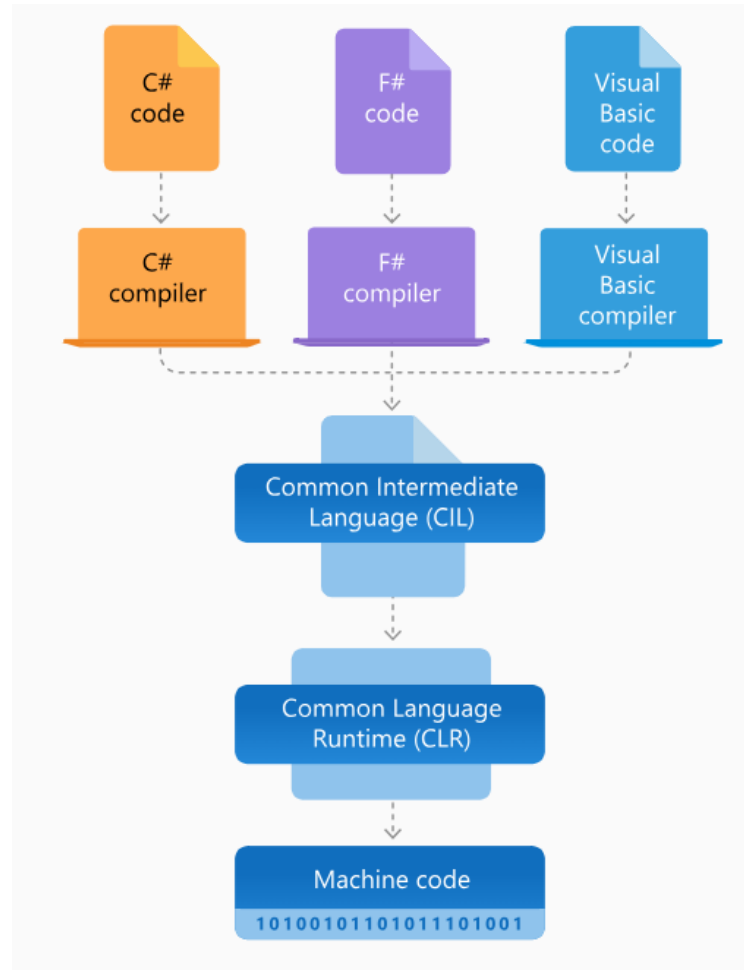 C#
code
F#
code
Visual
Basic
code
C#
compiler
F#
compiler
Visual
Basic
compiler
Common Intermediate
Language (CIL)
Common Language
Runtime (CLR)
Machine code
101001011010111101001